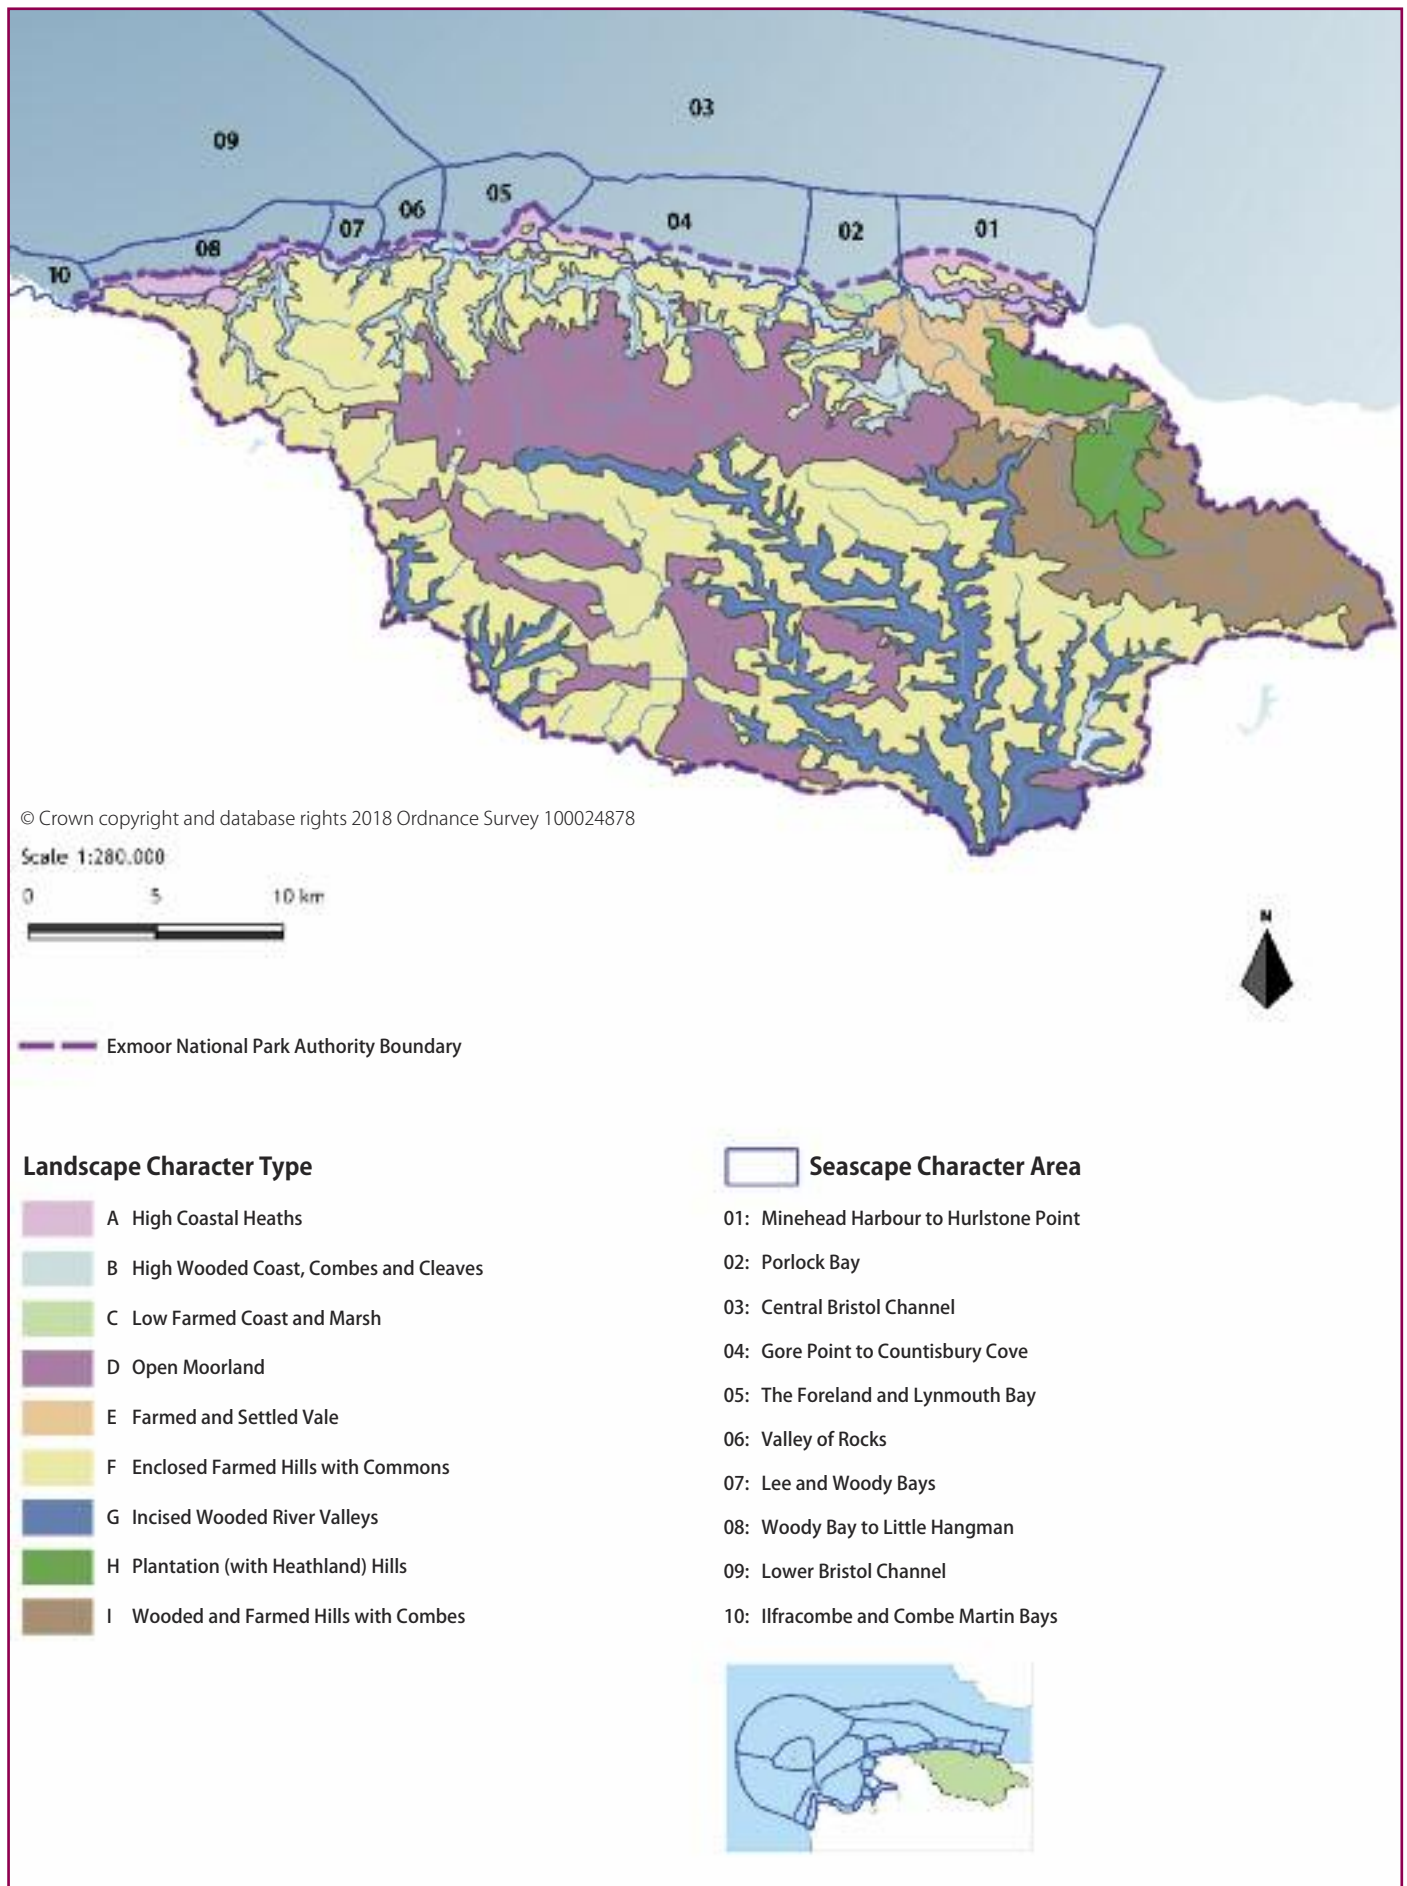 03
09
05
06
04
07
01
02
08
10
© Crown copyright and database rights 2018 Ordnance Survey 100024878
Scale 1:280.000
0 5 10 km
N
Exmoor National Park Authority Boundary
Landscape Character Type
A High Coastal Heaths
B High Wooded Coast, Combes and Cleaves
C Low Farmed Coast and Marsh
D Open Moorland
E Farmed and Settled Vale
F Enclosed Farmed Hills with Commons
G Incised Wooded River Valleys
H Plantation (with Heathland) Hills
I Wooded and Farmed Hills with Combes
Seascape Character Area
01: Minehead Harbour to Hurlstone Point
02: Porlock Bay
03: Central Bristol Channel
04: Gore Point to Countisbury Cove
05: The Foreland and Lynmouth Bay
06: Valley of Rocks
07: Lee and Woody Bays
08: Woody Bay to Little Hangman
09: Lower Bristol Channel
10: Ilfracombe and Combe Martin Bays